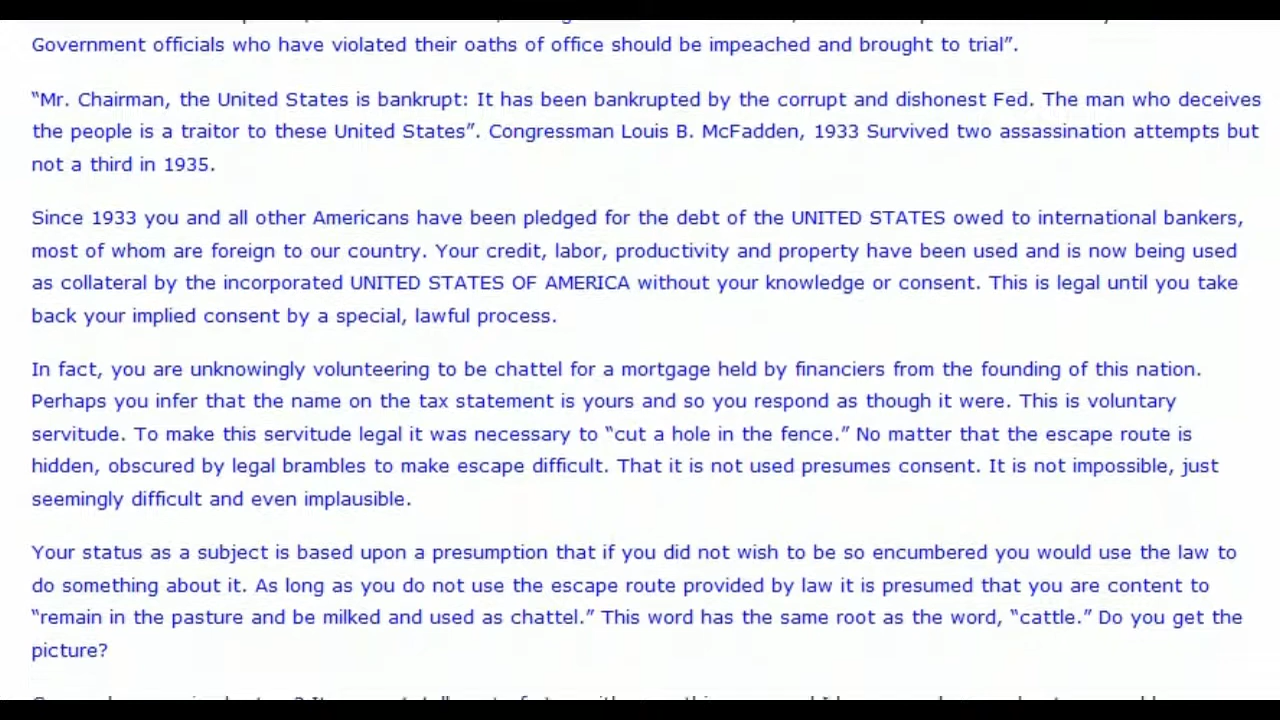 Government officials who have violated their oaths of office should be impeached and brought to trial”.
“Mr. Chairman, the United States is bankrupt: It has been bankrupted by the corrupt and dishonest Fed. The man who deceives
the people is a traitor to these United States”. Congressman Louis B. McFadden, 1933 Survived two assassination attempts but
not a third in 1935.
Since 1933 you and all other Americans have been pledged for the debt of the UNITED STATES owed to international bankers,
most of whom are foreign to our country. Your credit, labor, productivity and property have been used and is now being used
as collateral by the incorporated UNITED STATES OF AMERICA without your knowledge or consent. This is legal until you take
back your implied consent by a special, lawful process.
In fact, you are unknowingly volunteering to be chattel for a mortgage held by financiers from the founding of this nation.
Perhaps you infer that the name on the tax statement is yours and so you respond as though it were. This is voluntary
servitude. To make this servitude legal it was necessary to “cut a hole in the fence.” No matter that the escape route is
hidden, obscured by legal brambles to make escape difficult. That it is not used presumes consent. It is not impossible, just
seemingly difficult and even implausible.
Your status as a subject is based upon a presumption that if you did not wish to be so encumbered you would use the law to
do something about it. As long as you do not use the escape route provided by law it is presumed that you are content to
“remain in the pasture and be milked and used as chattel.” This word has the same root as the word, “cattle.” Do you get the
picture?